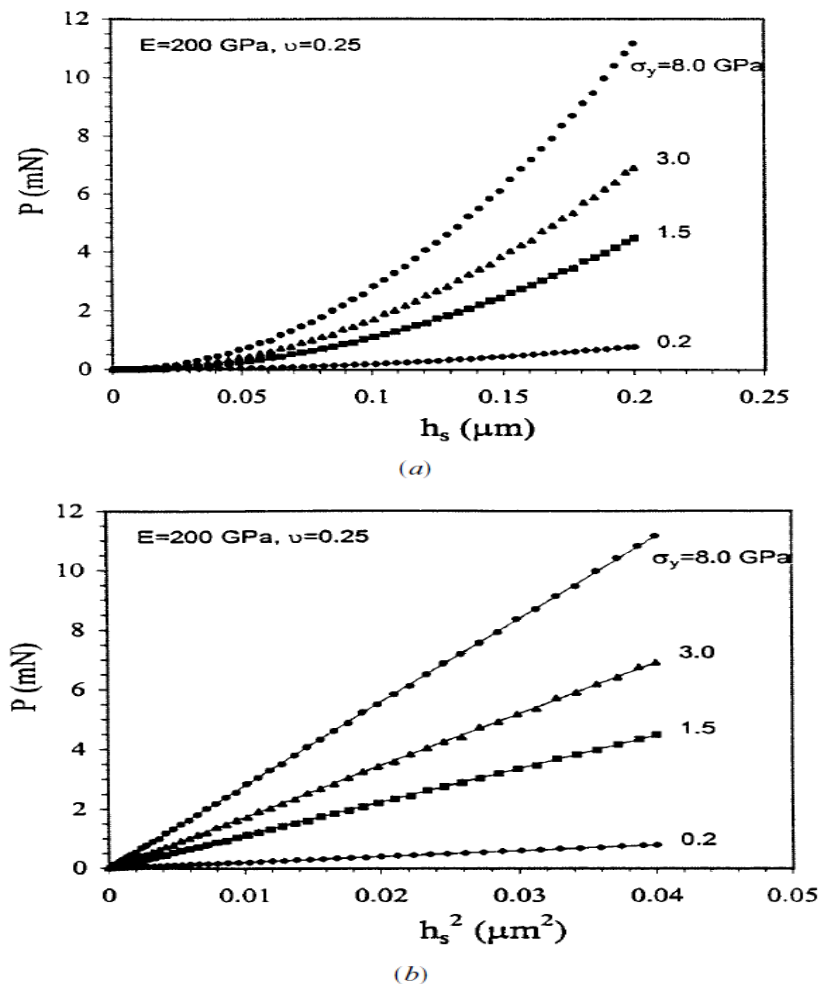 12
E=200 GPa, υ=0.25
10
σy=8.0 GPa
8
P (mN)
3.0
6
1.5
4
2
0.2
0
0 0.05 0.1 0.15 0.2 0.25
hs (μm)
(a)
12
E=200 GPa, υ=0.25
σy=8.0 GPa
10
8
3.0
P (mN)
6
1.5
4
2
0.2
0
0 0.01 0.02 0.03 0.04 0.05
hs² (μm²)
(b)